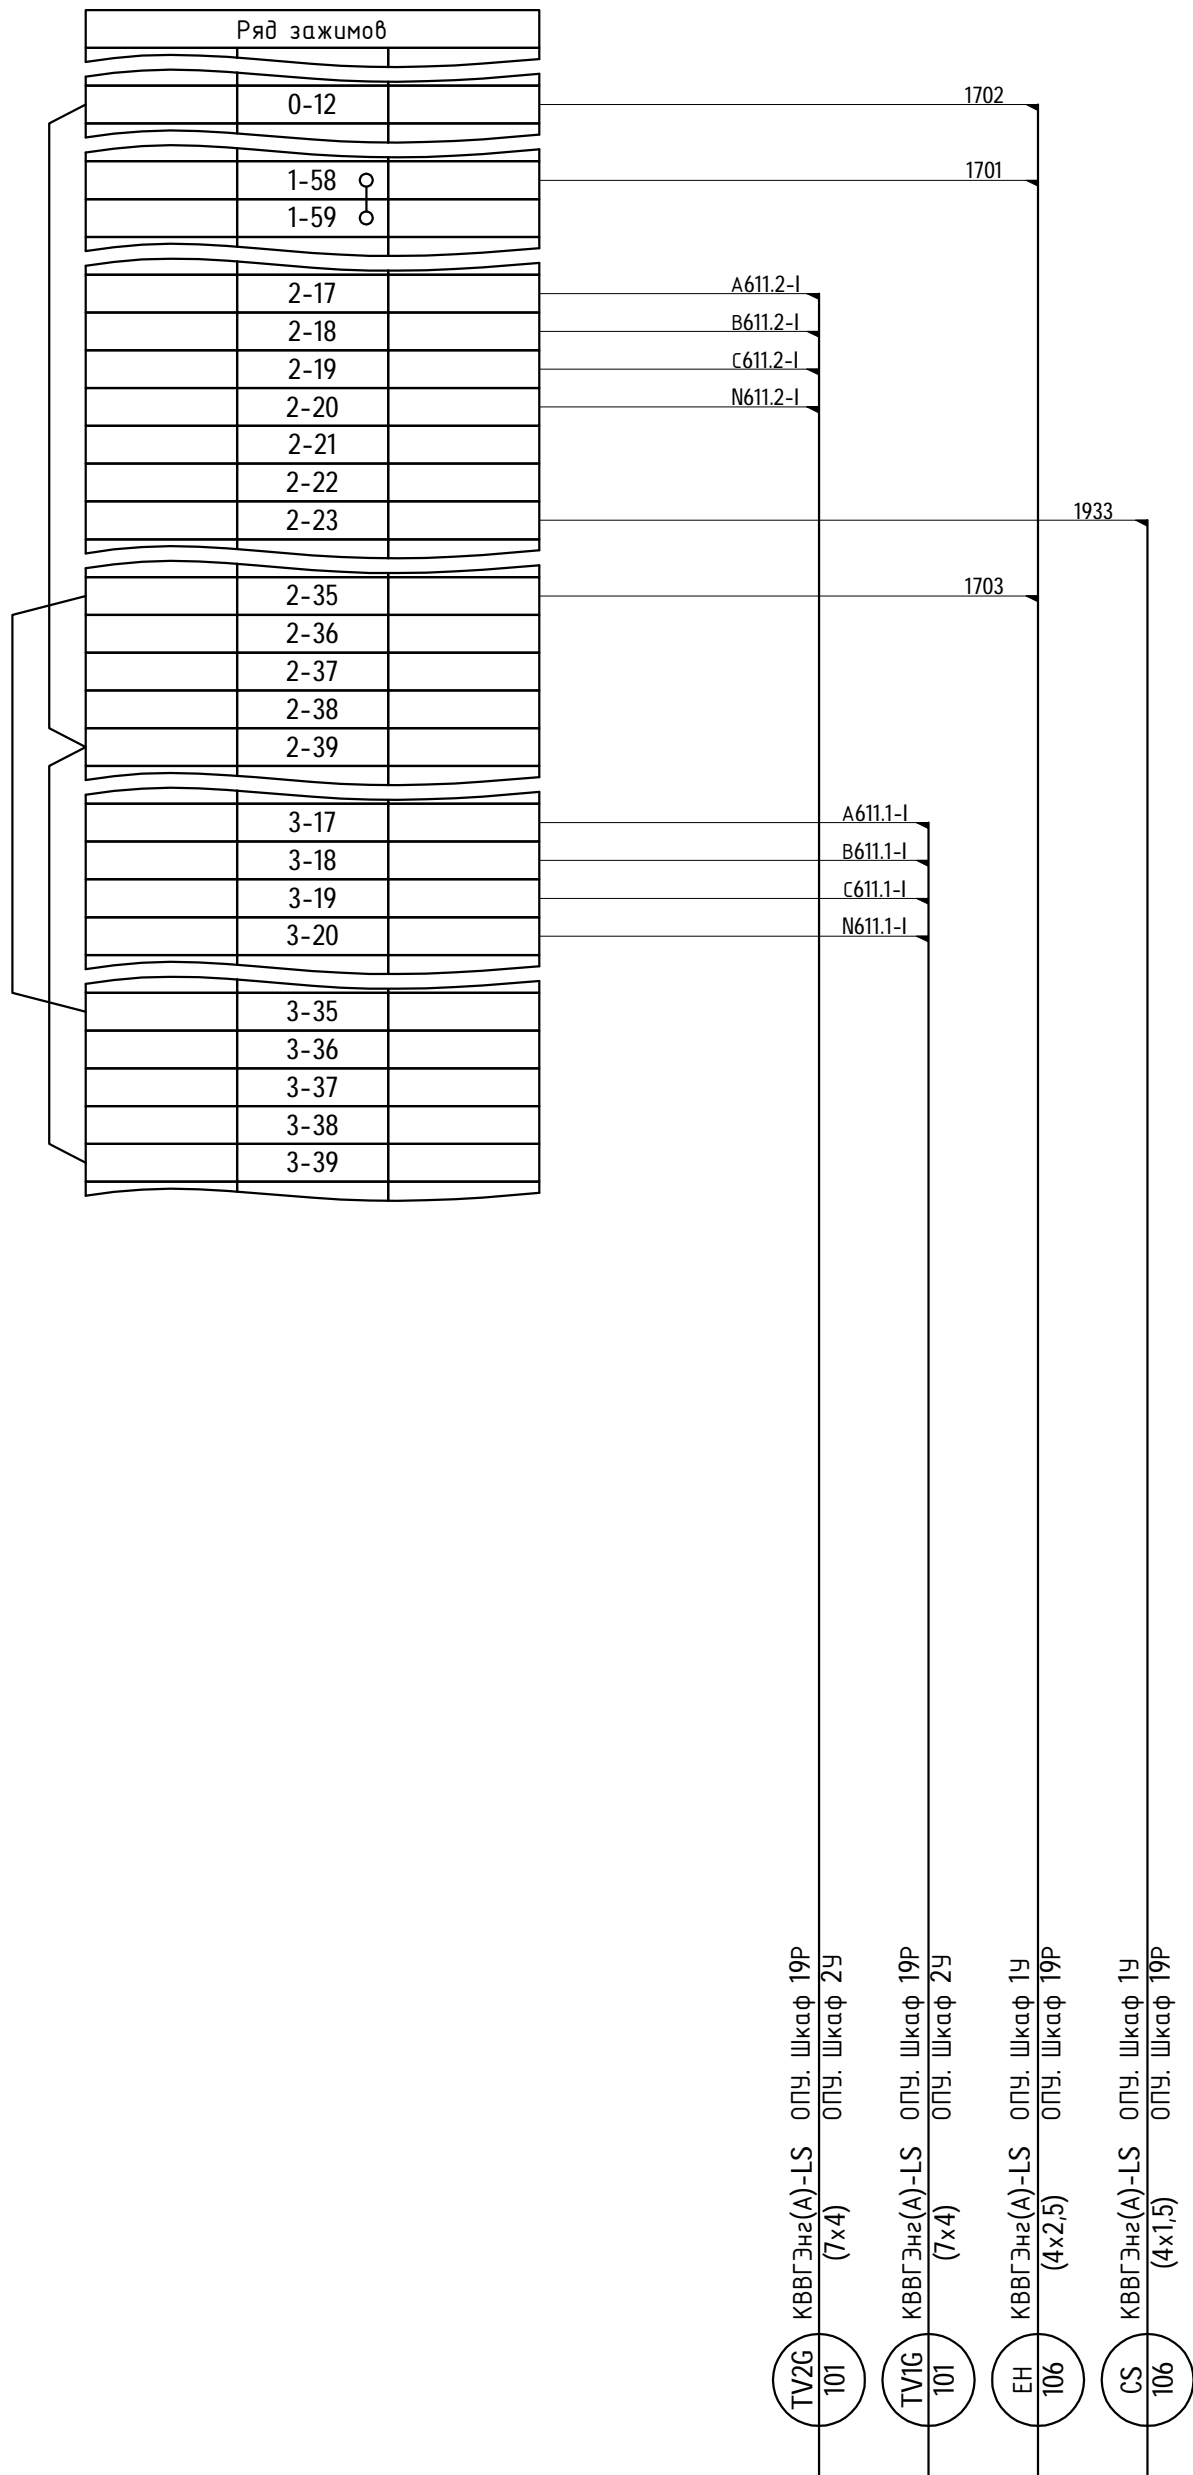 Ряд зажимов
0-12 1702
1-58 1701
1-59
2-17 A611.2-I
2-18 B611.2-I
2-19 C611.2-I
2-20 N611.2-I
2-21
2-22
2-23 1933
2-35 1703
2-36
2-37
2-38
2-39
3-17 A611.1-I
3-18 B611.1-I
3-19 C611.1-I
3-20 N611.1-I
3-35
3-36
3-37
3-38
3-39
TV2G КВВГЭнг(А)-LS ОПУ. Шкаф 19Р
101 (7х4) ОПУ. Шкаф 2У
TV1G КВВГЭнг(А)-LS ОПУ. Шкаф 19Р
101 (7х4) ОПУ. Шкаф 2У
EH КВВГЭнг(А)-LS ОПУ. Шкаф 1У
106 (4х2,5) ОПУ. Шкаф 19Р
CS КВВГЭнг(А)-LS ОПУ. Шкаф 1У
106 (4х1,5) ОПУ. Шкаф 19Р